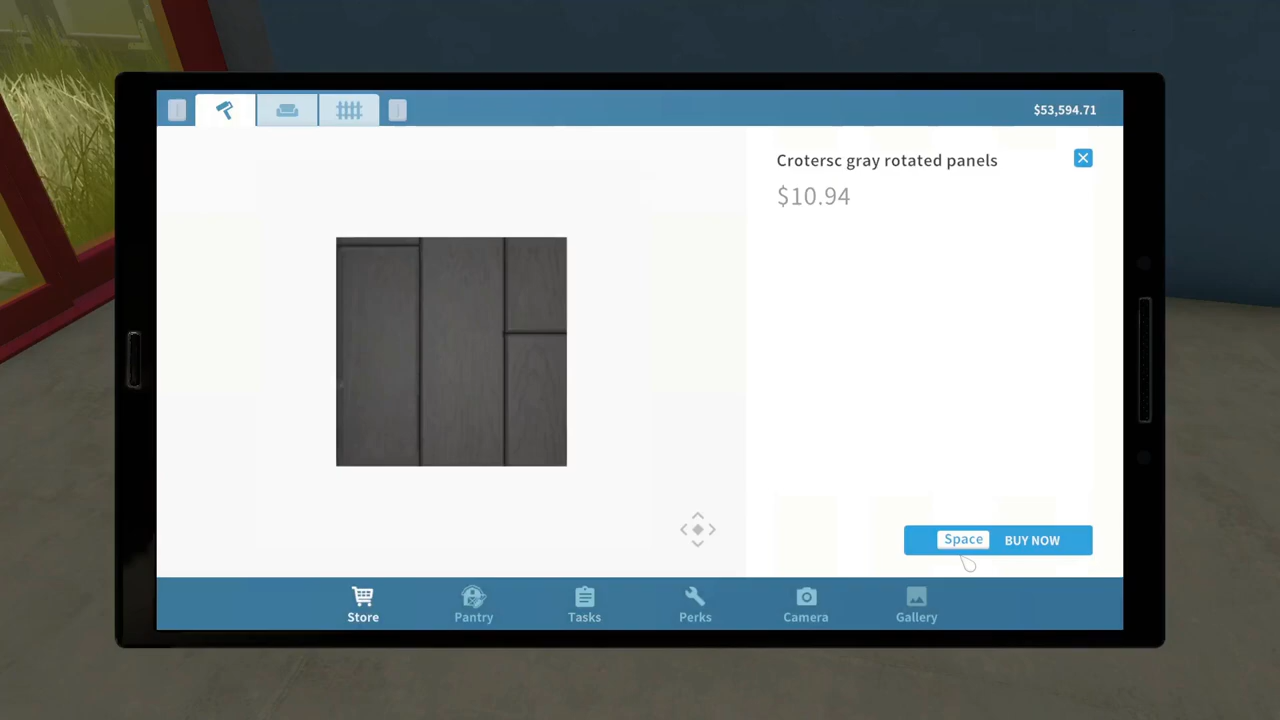 $53,594.71
Crotersc gray rotated panels
$10.94
Space BUY NOW
Store Pantry Tasks Perks Camera Gallery